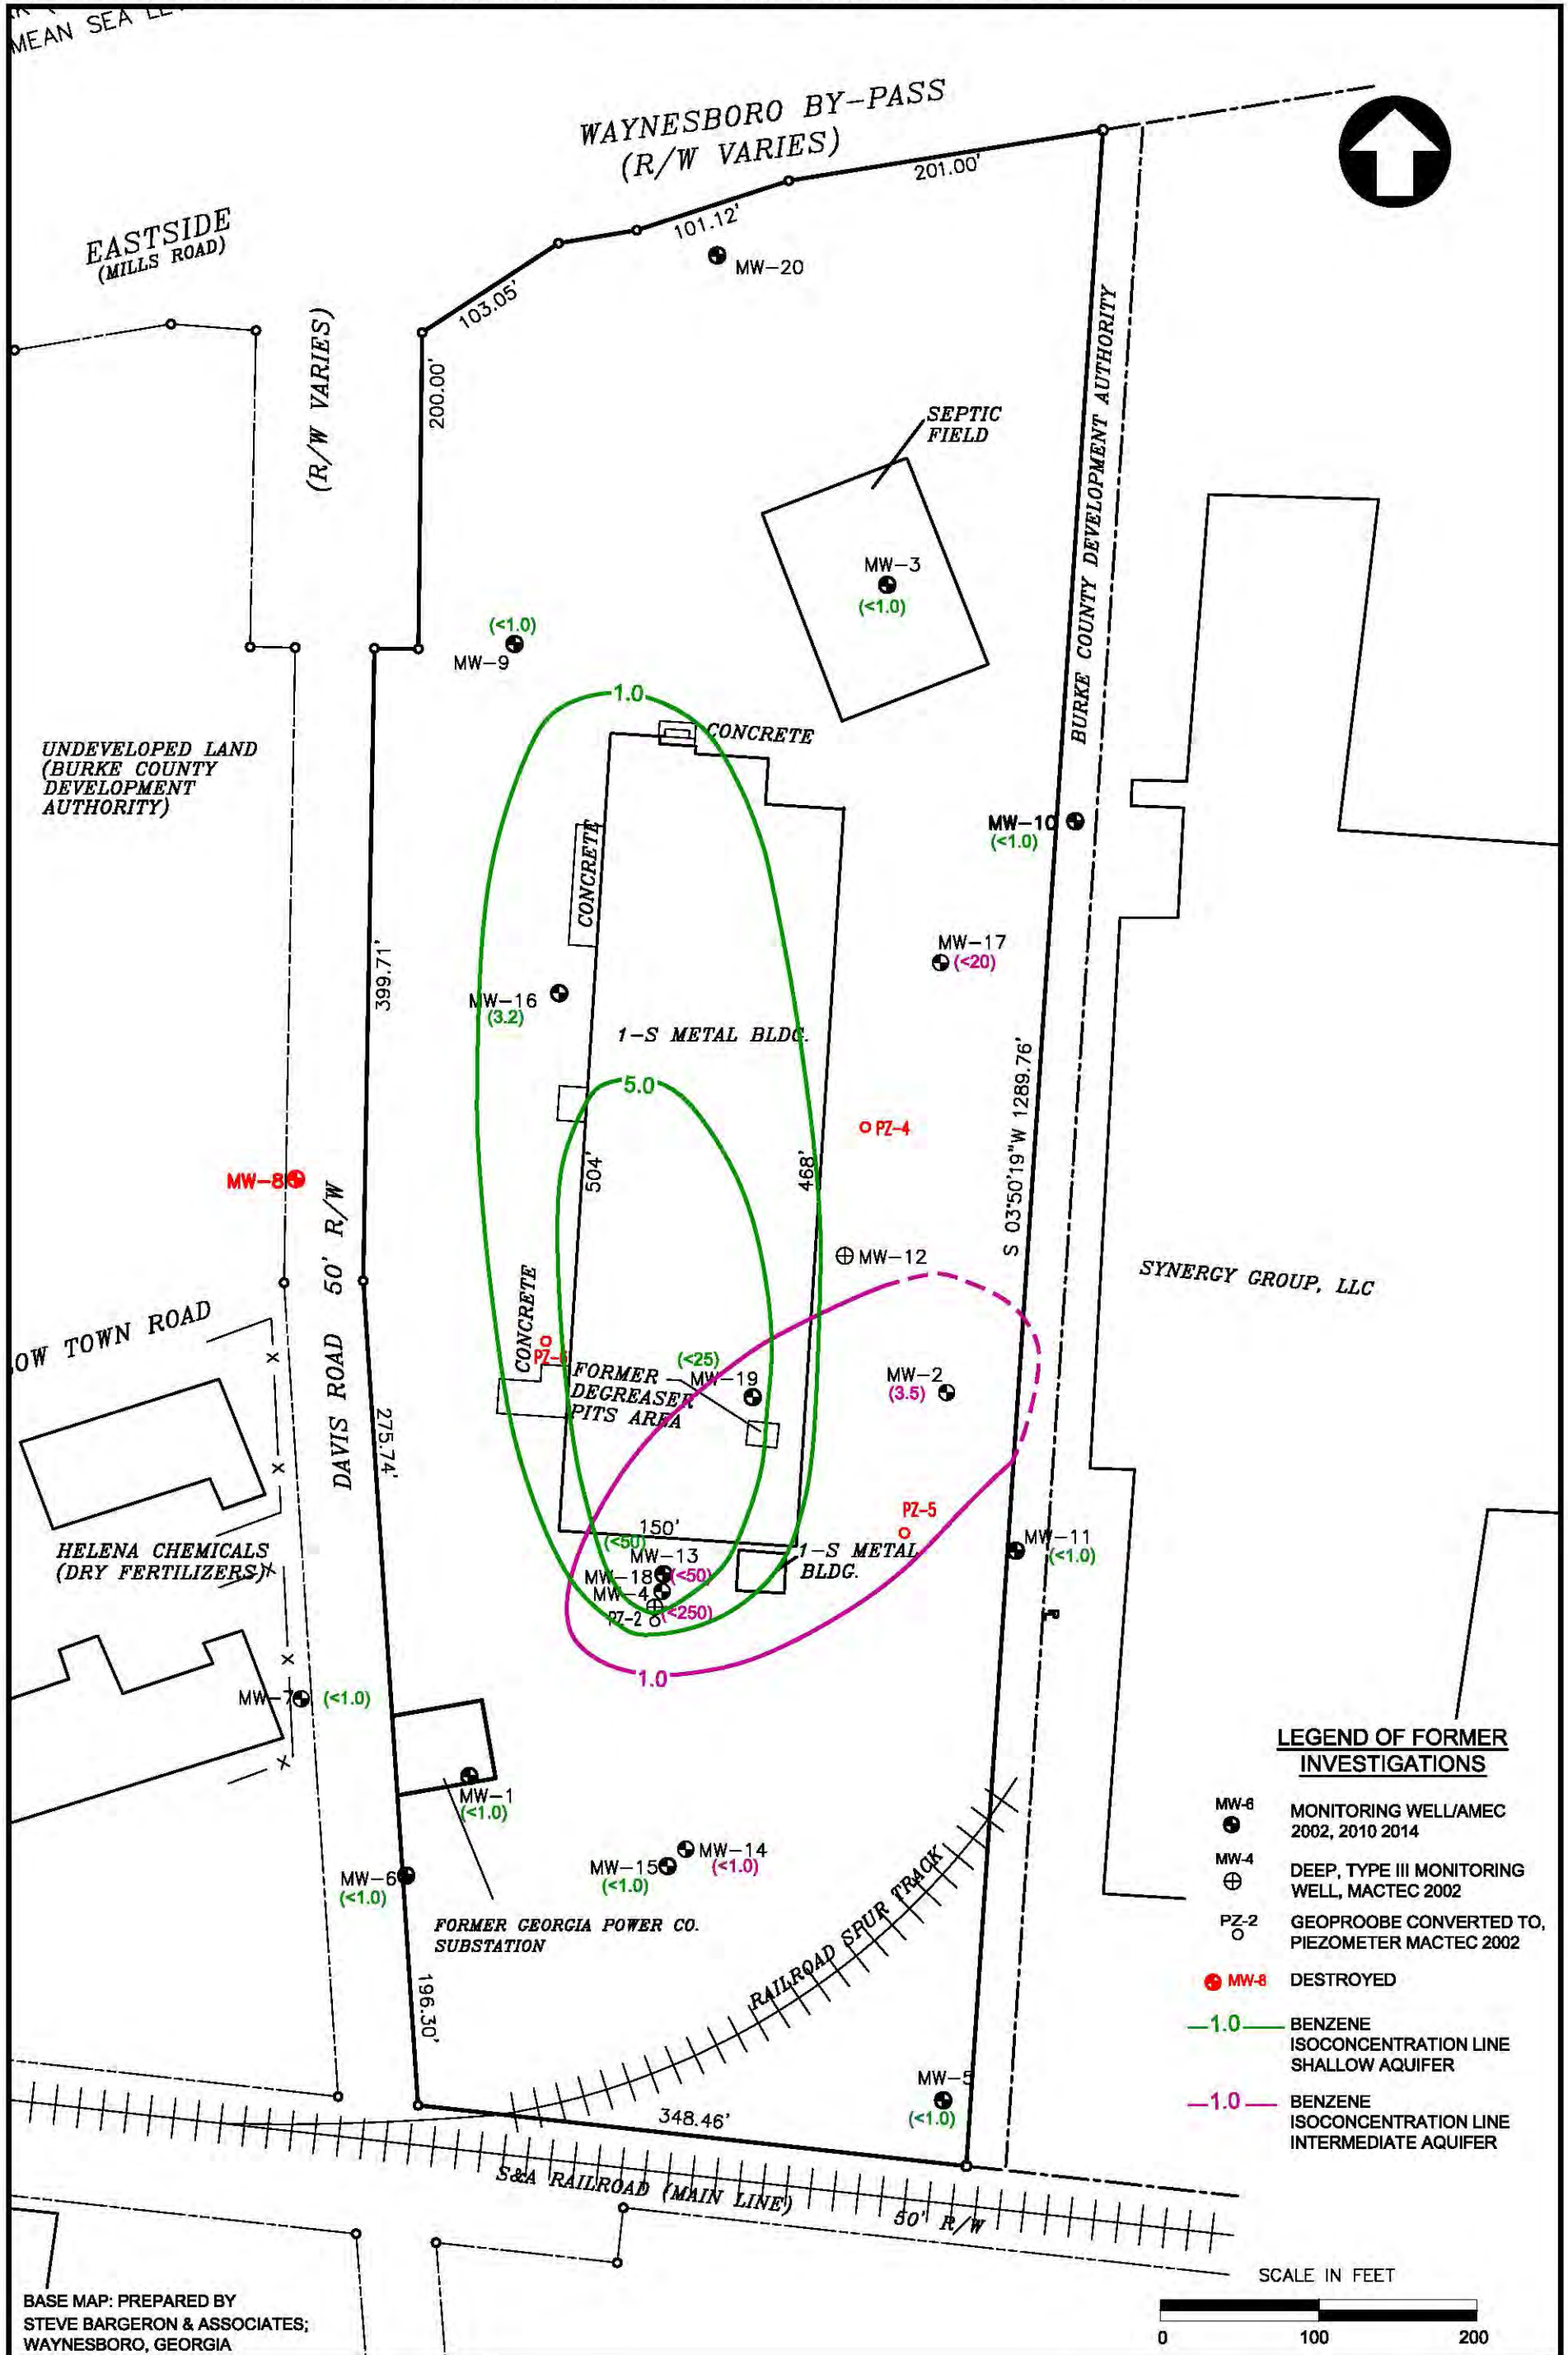 MEAN SEA
WAYNESBORO BY-PASS
(R/W VARIES)
201.00'
101.12'
103.05'
MW-20
EASTSIDE
(MILLS ROAD)
(R/W VARIES)
200.00'
SEPTIC
FIELD
BURKE COUNTY DEVELOPMENT AUTHORITY
MW-3
(<1.0)
(<1.0)
MW-9
1.0
CONCRETE
UNDEVELOPED LAND
(BURKE COUNTY
DEVELOPMENT
AUTHORITY)
CONCRETE
MW-10
(<1.0)
399.71'
MW-17
(<20)
MW-16
(3.2)
1-S METAL BLDG.
5.0
S 03°50'19"W 1289.76'
PZ-4
504'
468'
MW-8
DAVIS ROAD 50' R/W
MW-12
SYNERGY GROUP, LLC
OW TOWN ROAD
CONCRETE
(<25)
MW-19
FORMER
DEGREASER
PITS AREA
MW-2
(3.5)
275.74'
PZ-5
150'
(<50)
MW-13
MW-18
(<50)
MW-4
PZ-2
(<250)
1-S METAL
BLDG.
MW-11
(<1.0)
HELENA CHEMICALS
(DRY FERTILIZERS)
P
1.0
MW-7
(<1.0)
MW-1
(<1.0)
MW-14
(<1.0)
MW-15
(<1.0)
MW-6
(<1.0)
FORMER GEORGIA POWER CO.
SUBSTATION
RAILROAD SPUR TRACK
196.30'
MW-5
(<1.0)
348.46'
S&A RAILROAD (MAIN LINE)
50' R/W
LEGEND OF FORMER
INVESTIGATIONS
MW-6
MONITORING WELL/AMEC
2002, 2010 2014
MW-4
DEEP, TYPE III MONITORING
WELL, MACTEC 2002
PZ-2
GEOPROOBE CONVERTED TO,
PIEZOMETER MACTEC 2002
MW-8 DESTROYED
1.0 BENZENE
ISOCONCENTRATION LINE
SHALLOW AQUIFER
1.0 BENZENE
ISOCONCENTRATION LINE
INTERMEDIATE AQUIFER
SCALE IN FEET
0 100 200
BASE MAP: PREPARED BY
STEVE BARGERON & ASSOCIATES;
WAYNESBORO, GEORGIA